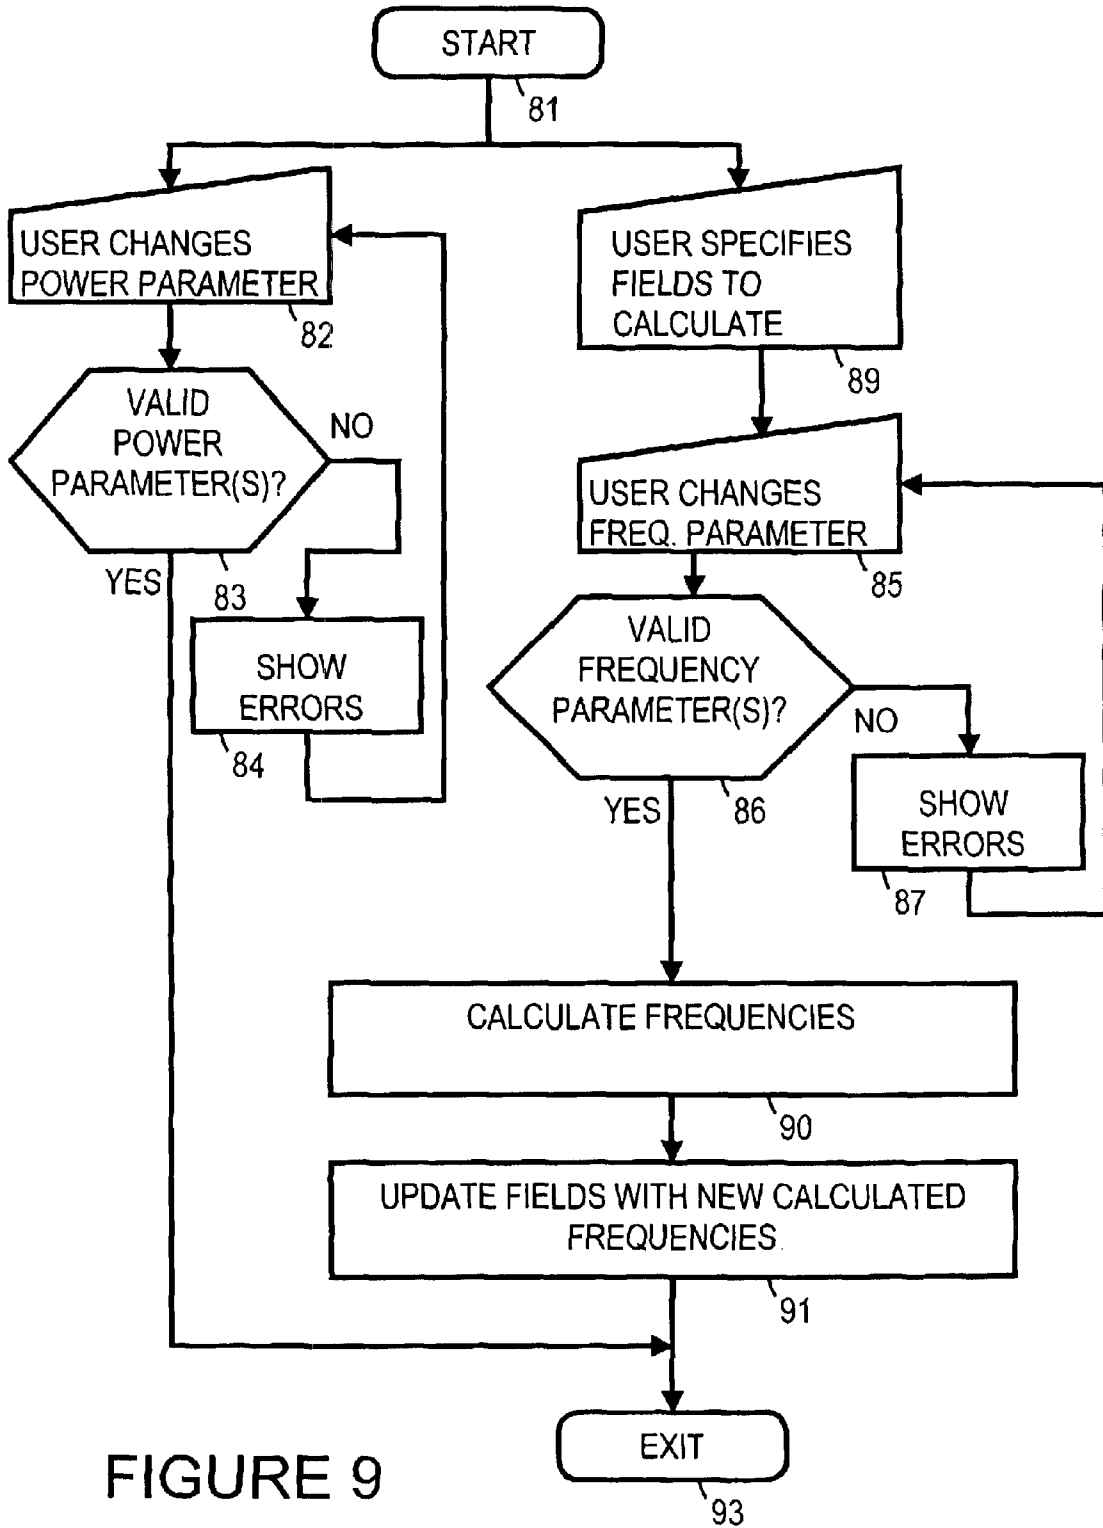 START
81
USER CHANGES
POWER PARAMETER
82
VALID
POWER
PARAMETER(S)?
NO
YES
83
SHOW
ERRORS
84
USER SPECIFIES
FIELDS TO
CALCULATE
89
USER CHANGES
FREQ. PARAMETER
85
VALID
FREQUENCY
PARAMETER(S)?
NO
YES
86
SHOW
ERRORS
87
CALCULATE FREQUENCIES
90
UPDATE FIELDS WITH NEW CALCULATED
FREQUENCIES
91
EXIT
93
FIGURE 9